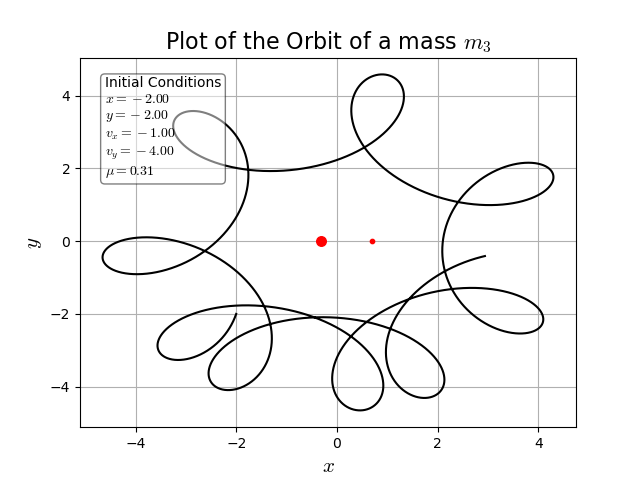 Plot of the Orbit of a mass m₃
Initial Conditions
x = −2.00
y = −2.00
vₓ = −1.00
v_y = −4.00
μ = 0.31
4
2
0
−2
−4
y
−4
−2
0
2
4
x